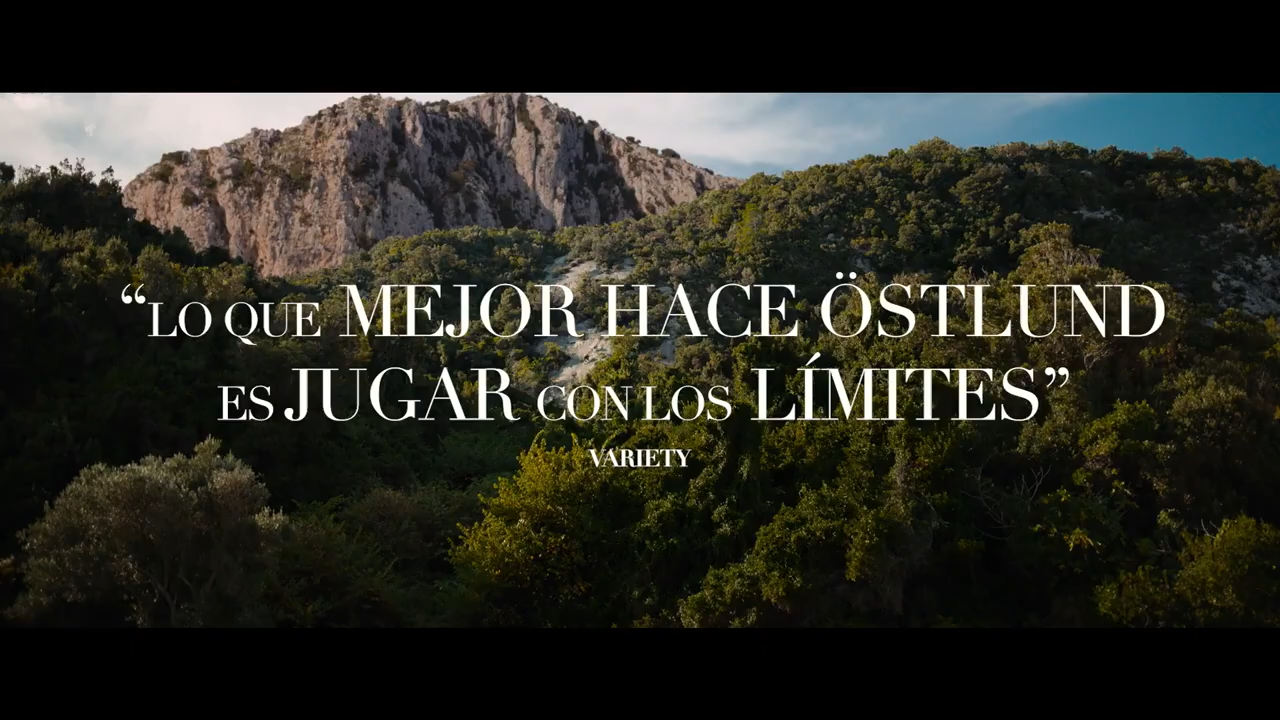 “LO QUE MEJOR HACE ÖSTLUND
ES JUGAR CON LOS LÍMITES”
VARIETY